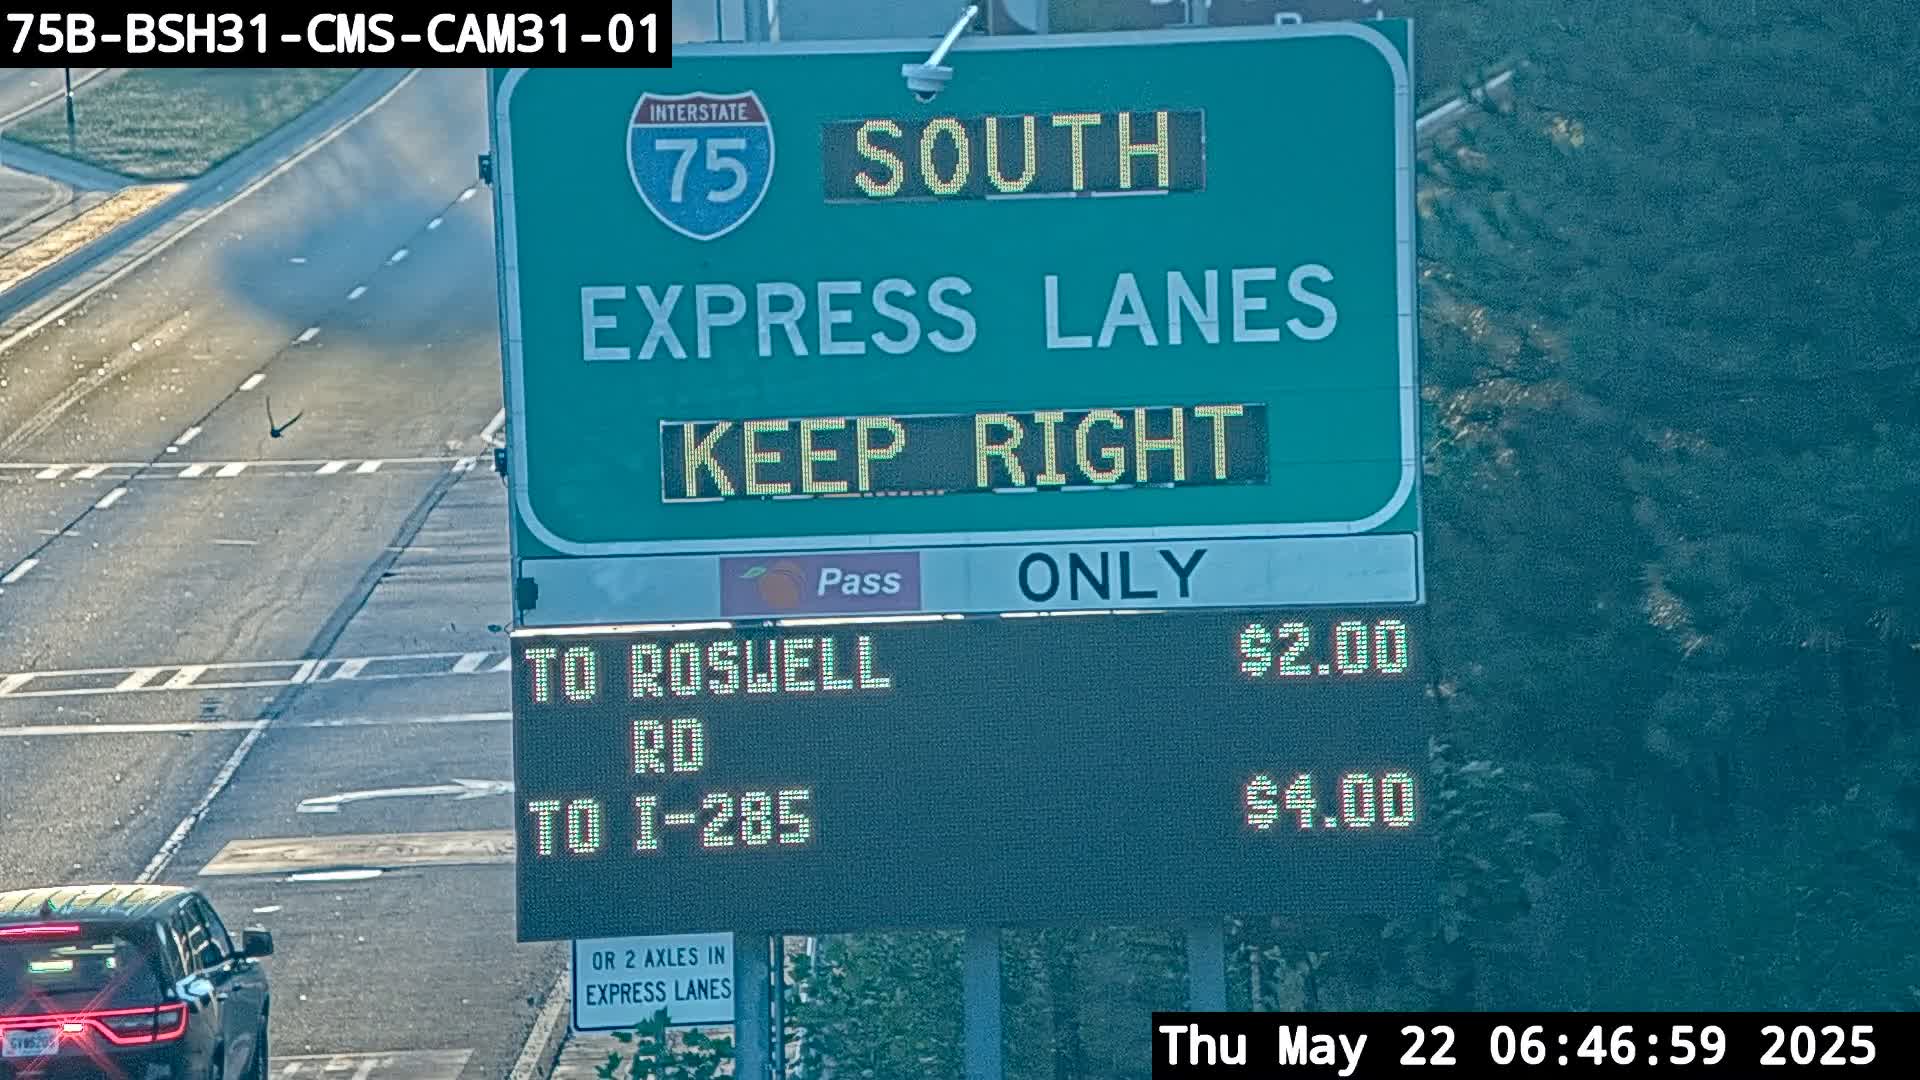 75B-BSH31-CMS-CAM31-01
INTERSTATE
75
SOUTH
EXPRESS LANES
KEEP RIGHT
Pass ONLY
TO ROSWELL $2.00
RD
TO I-285 $4.00
OR 2 AXLES IN
EXPRESS LANES
Thu May 22 06:46:59 2025